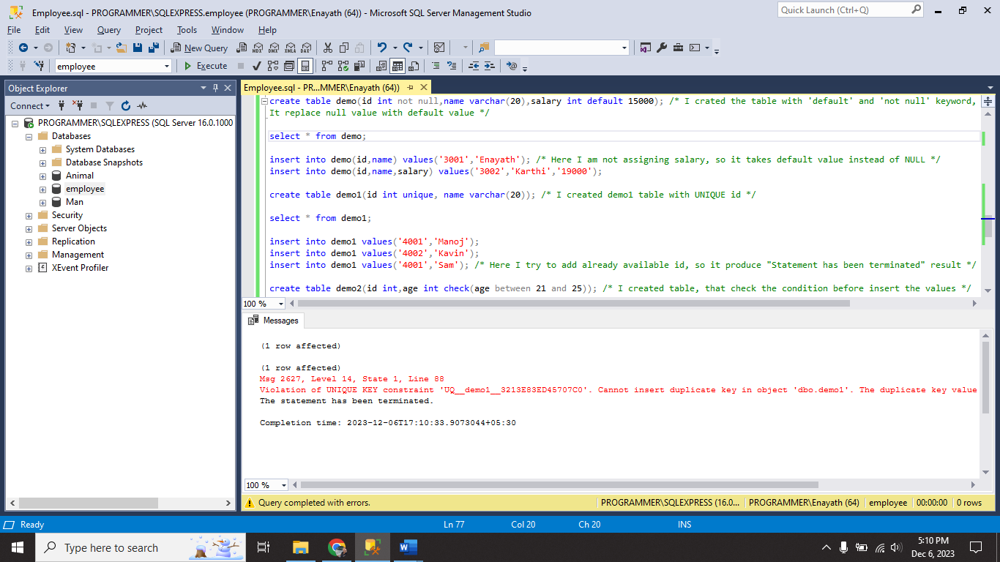 Employee.sql - PROGRAMMER\SQLEXPRESS.employee (PROGRAMMER\Enayath (64)) - Microsoft SQL Server Management Studio
Quick Launch (Ctrl+Q)
File Edit View Query Project Tools Window Help
New Query MDX DMX XMLA DAX
employee Execute
Object Explorer
Connect
PROGRAMMER\SQLEXPRESS (SQL Server 16.0.1000
Databases
System Databases
Database Snapshots
Animal
employee
Man
Security
Server Objects
Replication
Management
XEvent Profiler
Employee.sql - PR...MMER\Enayath (64))
create table demo(id int not null,name varchar(20),salary int default 15000); /* I crated the table with 'default' and 'not null' keyword,
It replace null value with default value */
select * from demo;
insert into demo(id,name) values('3001','Enayath'); /* Here I am not assigning salary, so it takes default value instead of NULL */
insert into demo(id,name,salary) values('3002','Karthi','19000');
create table demo1(id int unique, name varchar(20)); /* I created demo1 table with UNIQUE id */
select * from demo1;
insert into demo1 values('4001','Manoj');
insert into demo1 values('4002','Kavin');
insert into demo1 values('4001','Sam'); /* Here I try to add already available id, so it produce "Statement has been terminated" result */
create table demo2(id int,age int check(age between 21 and 25)); /* I created table, that check the condition before insert the values */
100 %
Messages
(1 row affected)
(1 row affected)
Msg 2627, Level 14, State 1, Line 88
Violation of UNIQUE KEY constraint 'UQ__demo1__3213E83ED45707C0'. Cannot insert duplicate key in object 'dbo.demo1'. The duplicate key value
The statement has been terminated.
Completion time: 2023-12-06T17:10:33.9073044+05:30
100 %
Query completed with errors. PROGRAMMER\SQLEXPRESS (16.0... PROGRAMMER\Enayath (64) employee 00:00:00 0 rows
Ready Ln 77 Col 20 Ch 20 INS
Type here to search
5:10 PM
Dec 6, 2023